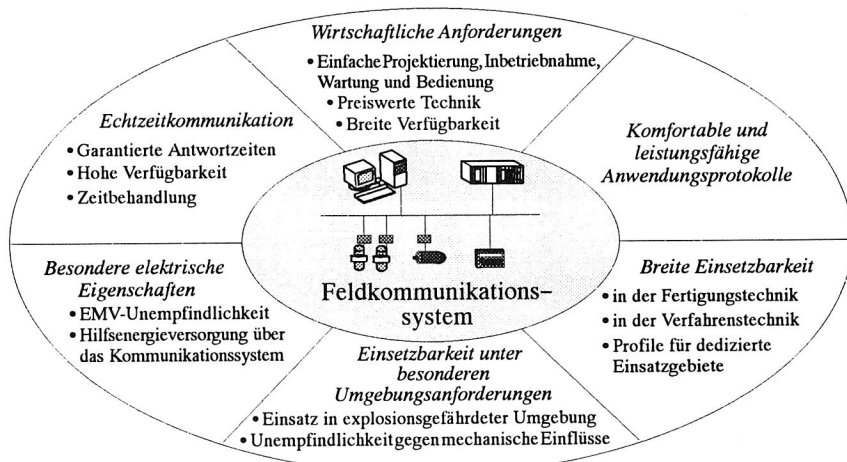 Wirtschaftliche Anforderungen
• Einfache Projektierung, Inbetriebnahme,
Wartung und Bedienung
• Preiswerte Technik
• Breite Verfügbarkeit
Echtzeitkommunikation
• Garantierte Antwortzeiten
• Hohe Verfügbarkeit
• Zeitbehandlung
Komfortable und
leistungsfähige
Anwendungsprotokolle
Besondere elektrische
Eigenschaften
• EMV-Unempfindlichkeit
• Hilfsenergieversorgung über
das Kommunikationssystem
Feldkommunikations–
system
Breite Einsetzbarkeit
• in der Fertigungstechnik
• in der Verfahrenstechnik
• Profile für dedizierte
Einsatzgebiete
Einsetzbarkeit unter
besonderen
Umgebungsanforderungen
• Einsatz in explosionsgefährdeter Umgebung
• Unempfindlichkeit gegen mechanische Einflüsse